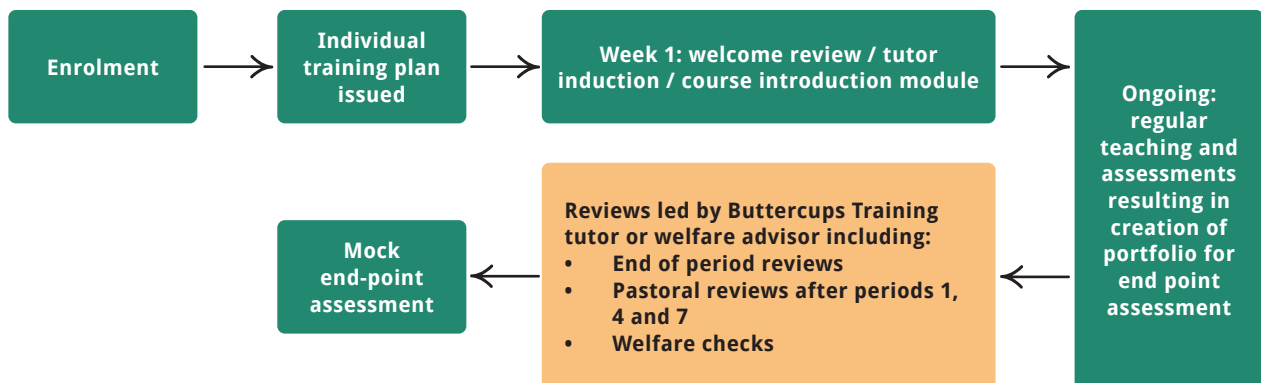 Enrolment
Individual
training plan
issued
Week 1: welcome review / tutor
induction / course introduction module
Ongoing:
regular
teaching and
assessments
resulting in
creation of
portfolio for
end point
assessment
Reviews led by Buttercups Training
tutor or welfare advisor including:
• End of period reviews
• Pastoral reviews after periods 1,
4 and 7
• Welfare checks
Mock
end-point
assessment